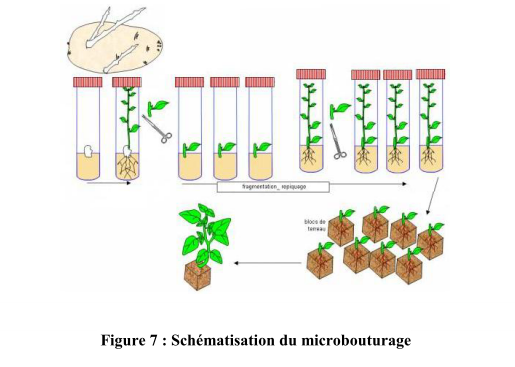 fragmentation_ repiquage
blocs de
terreau
Figure 7 : Schématisation du microbouturage